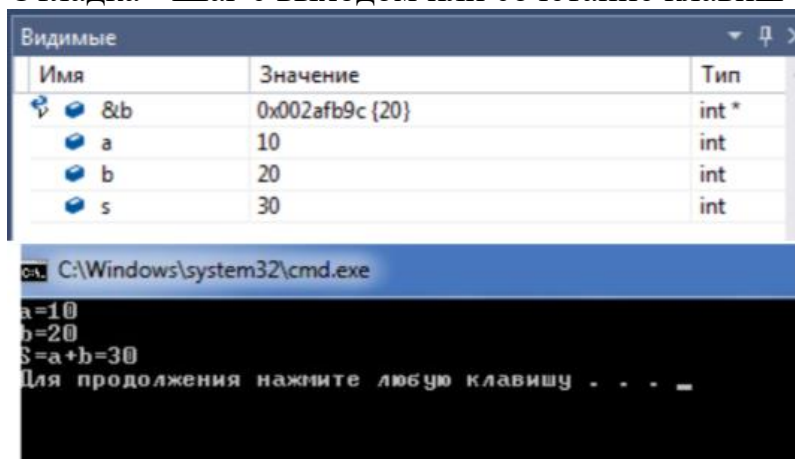 Видимые
Имя Значение Тип
&b 0x002afb9c {20} int *
a 10 int
b 20 int
s 30 int
C:\Windows\system32\cmd.exe
a=10
b=20
S=a+b=30
Для продолжения нажмите любую клавишу . . . _